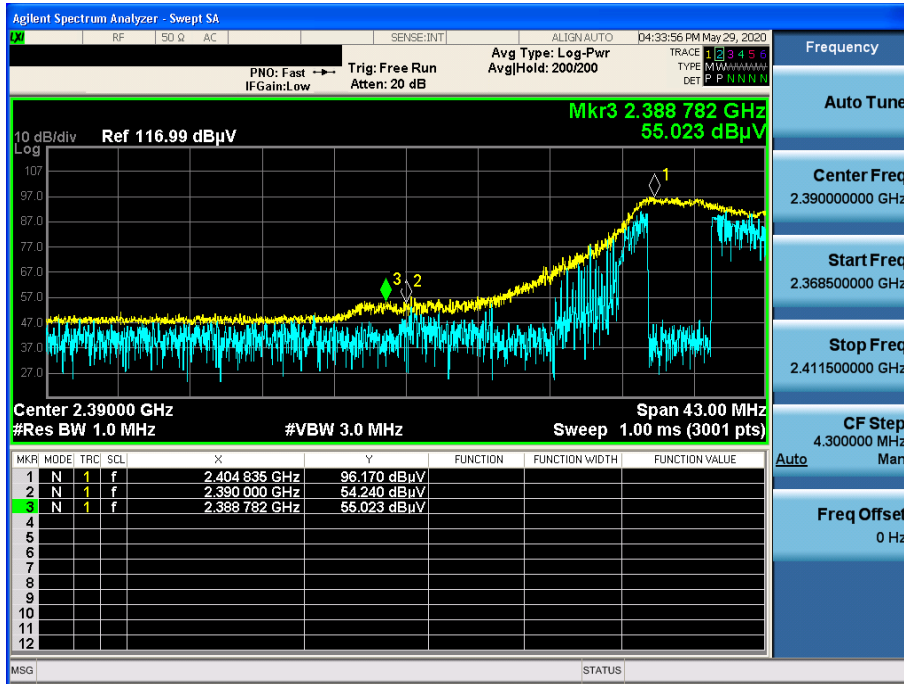 Agilent Spectrum Analyzer - Swept SA
LXI RF 50 Ω AC SENSE:INT ALIGN AUTO 04:33:56 PM May 29, 2020
PNO: Fast Trig: Free Run Avg Type: Log-Pwr TRACE 1 2 3 4 5 6
IFGain:Low Atten: 20 dB Avg|Hold: 200/200 TYPE M W W W W W
DET P P N N N N
Mkr3 2.388 782 GHz
55.023 dBµV
10 dB/div Ref 116.99 dBµV
Log
107
97.0
87.0
77.0
67.0
57.0
47.0
37.0
27.0
1
3
2
Center 2.39000 GHz Span 43.00 MHz
#Res BW 1.0 MHz #VBW 3.0 MHz Sweep 1.00 ms (3001 pts)
MKR MODE TRC SCL X Y FUNCTION FUNCTION WIDTH FUNCTION VALUE
1 N 1 f 2.404 835 GHz 96.170 dBµV
2 N 1 f 2.390 000 GHz 54.240 dBµV
3 N 1 f 2.388 782 GHz 55.023 dBµV
4
5
6
7
8
9
10
11
12
MSG STATUS
Frequency
Auto Tune
Center Freq
2.390000000 GHz
Start Freq
2.368500000 GHz
Stop Freq
2.411500000 GHz
CF Step
4.300000 MHz
Auto Man
Freq Offset
0 Hz